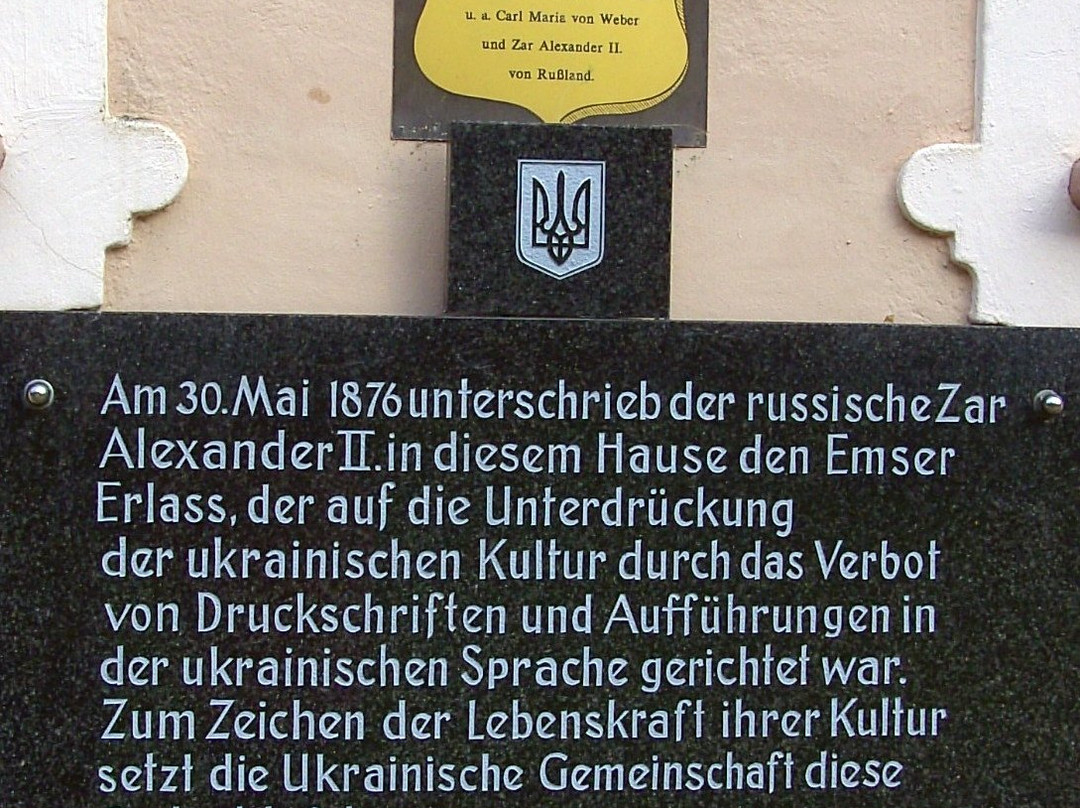 u. a. Carl Maria von Weber
und Zar Alexander II.
von Rußland.
Am 30. Mai 1876 unterschrieb der russische Zar
Alexander II. in diesem Hause den Emser
Erlass, der auf die Unterdrückung
der ukrainischen Kultur durch das Verbot
von Druckschriften und Aufführungen in
der ukrainischen Sprache gerichtet war.
Zum Zeichen der Lebenskraft ihrer Kultur
setzt die Ukrainische Gemeinschaft diese